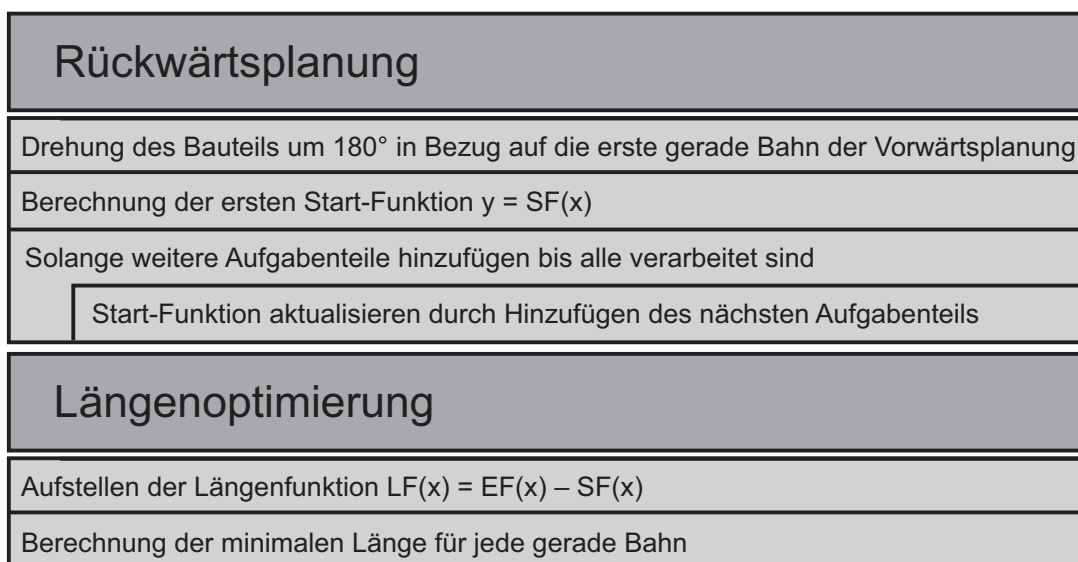 Rückwärtsplanung
Drehung des Bauteils um 180° in Bezug auf die erste gerade Bahn der Vorwärtsplanung
Berechnung der ersten Start-Funktion y = SF(x)
Solange weitere Aufgabenteile hinzufügen bis alle verarbeitet sind
Start-Funktion aktualisieren durch Hinzufügen des nächsten Aufgabenteils
Längenoptimierung
Aufstellen der Längenfunktion LF(x) = EF(x) – SF(x)
Berechnung der minimalen Länge für jede gerade Bahn